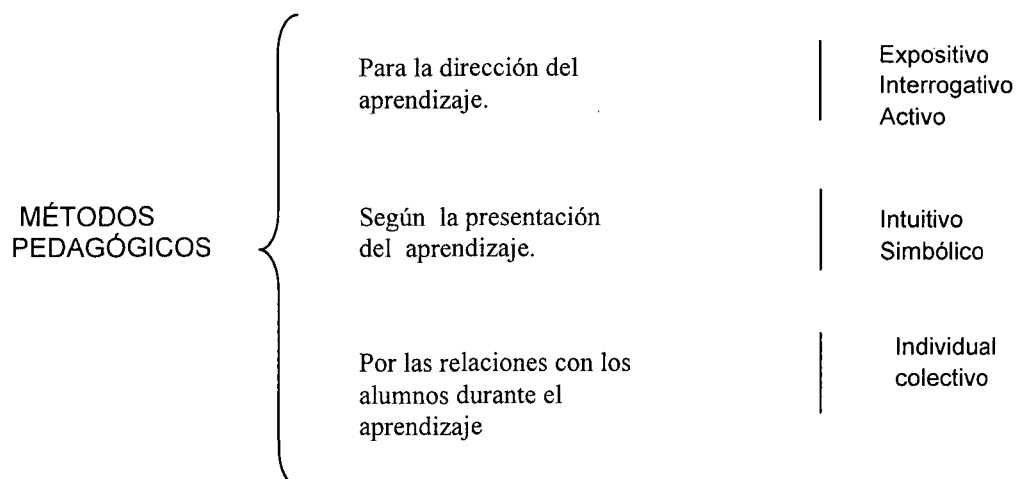 MÉTODOS
PEDAGÓGICOS
Para la dirección del
aprendizaje.
Expositivo
Interrogativo
Activo
Según la presentación
del aprendizaje.
Intuitivo
Simbólico
Por las relaciones con los
alumnos durante el
aprendizaje
Individual
colectivo